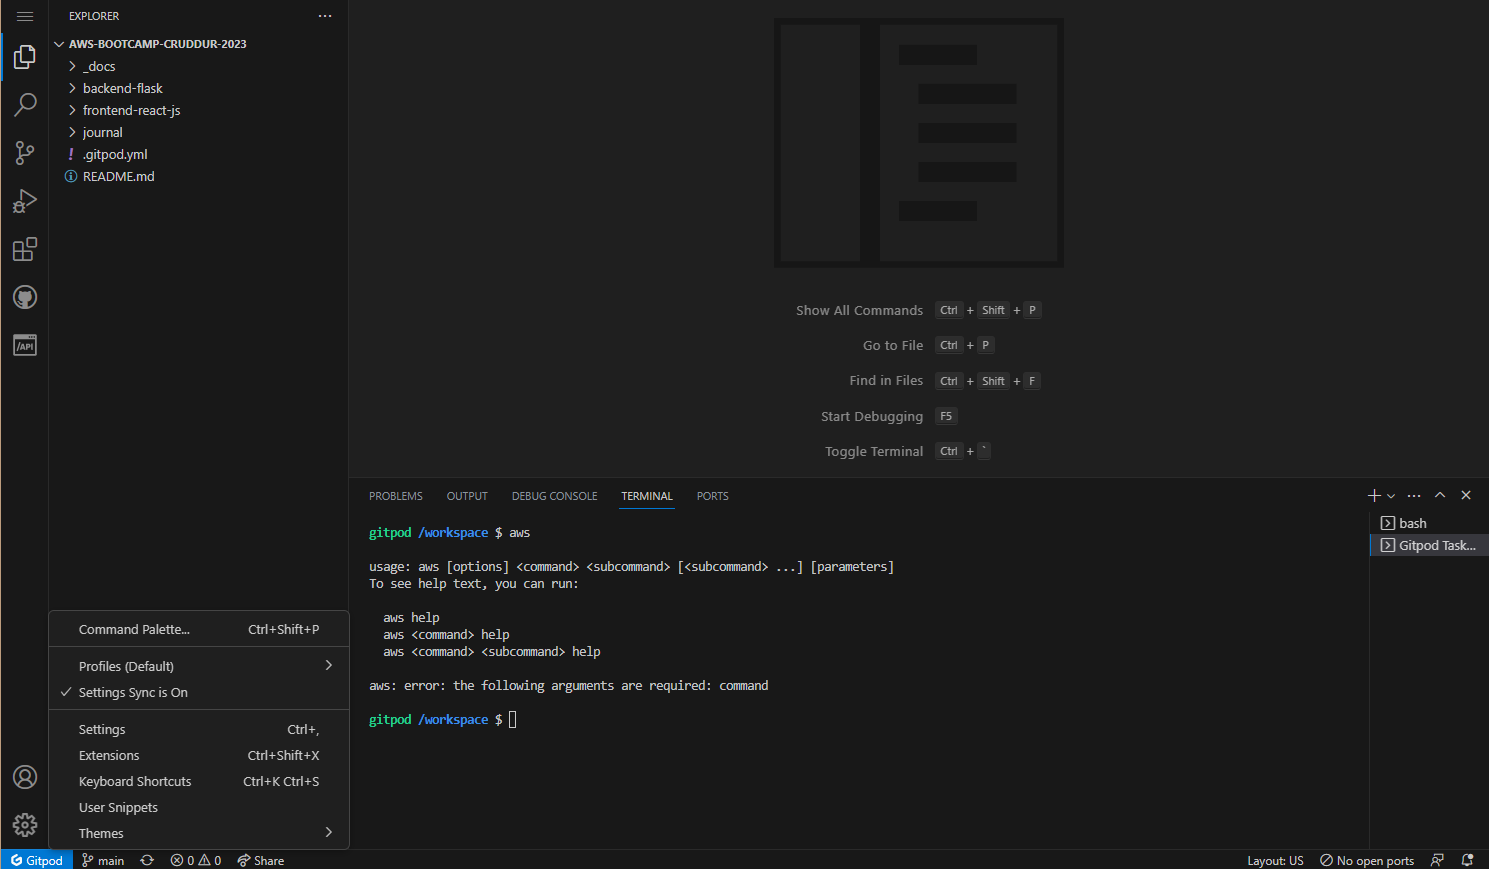 EXPLORER
AWS-BOOTCAMP-CRUDDUR-2023
_docs
backend-flask
frontend-react-js
journal
! .gitpod.yml
README.md
/API
Show All Commands Ctrl + Shift + P
Go to File Ctrl + P
Find in Files Ctrl + Shift + F
Start Debugging F5
Toggle Terminal Ctrl + `
PROBLEMS OUTPUT DEBUG CONSOLE TERMINAL PORTS
gitpod /workspace $ aws
usage: aws [options] <command> <subcommand> [<subcommand> ...] [parameters]
To see help text, you can run:
aws help
aws <command> help
aws <command> <subcommand> help
aws: error: the following arguments are required: command
gitpod /workspace $
bash
Gitpod Task...
Command Palette... Ctrl+Shift+P
Profiles (Default)
Settings Sync is On
Settings Ctrl+,
Extensions Ctrl+Shift+X
Keyboard Shortcuts Ctrl+K Ctrl+S
User Snippets
Themes
Gitpod main 0 0 Share Layout: US No open ports